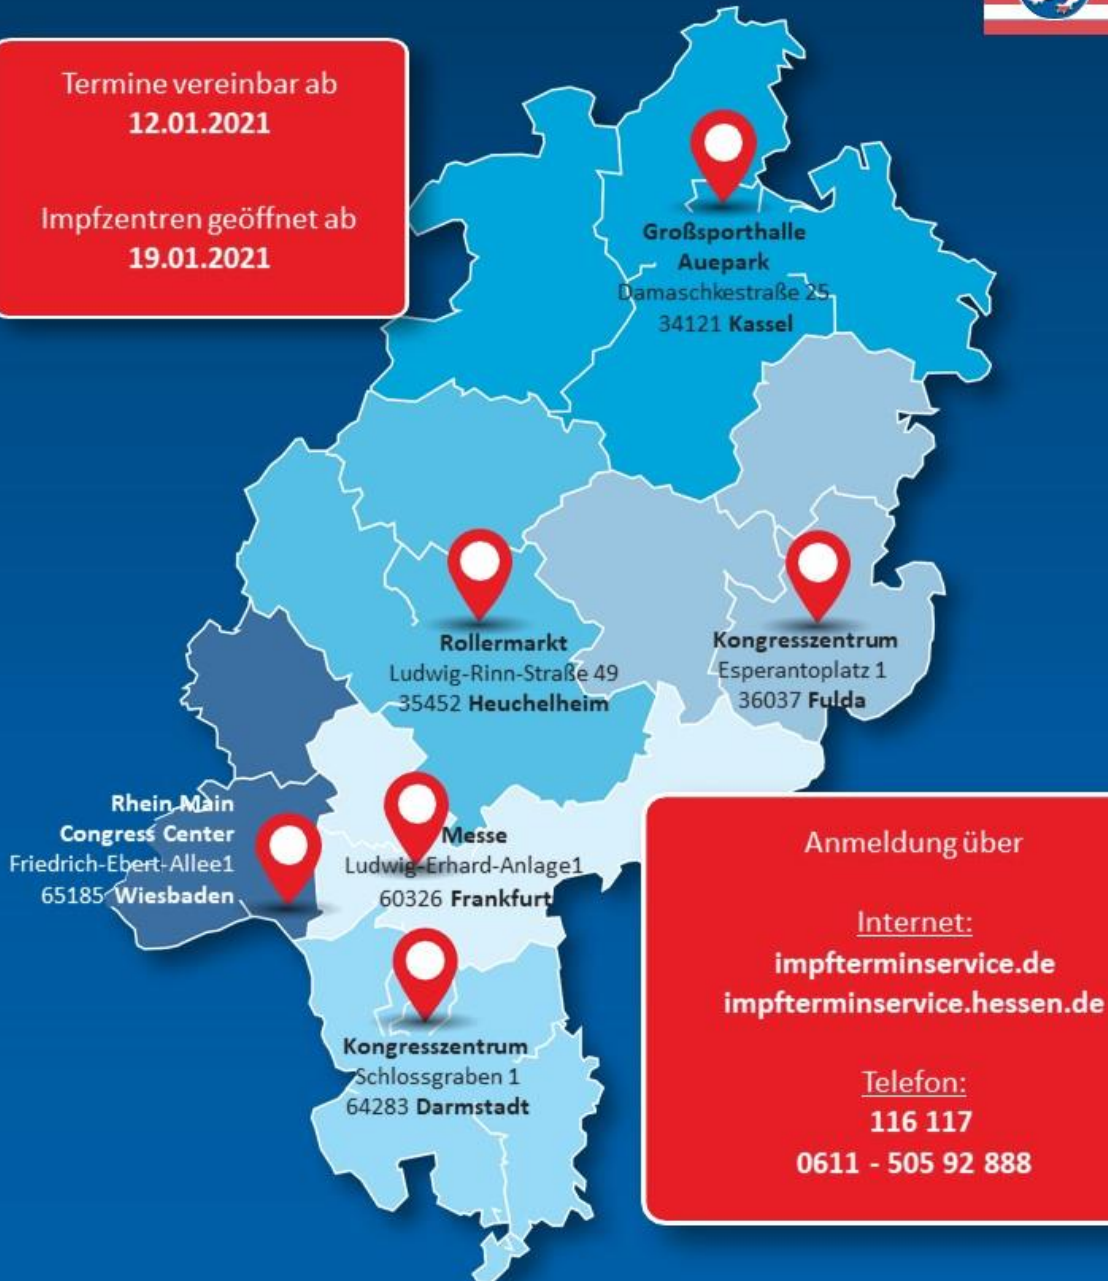 Termine vereinbar ab
12.01.2021
Impfzentren geöffnet ab
19.01.2021
Großsporthalle
Auepark
Damaschkestraße 25
34121 Kassel
Rollermarkt
Ludwig-Rinn-Straße 49
35452 Heuchelheim
Kongresszentrum
Esperantoplatz 1
36037 Fulda
Rhein Main
Congress Center
Friedrich-Ebert-Allee1
65185 Wiesbaden
Messe
Ludwig-Erhard-Anlage1
60326 Frankfurt
Kongresszentrum
Schlossgraben 1
64283 Darmstadt
Anmeldung über
Internet:
impfterminservice.de
impfterminservice.hessen.de
Telefon:
116 117
0611 - 505 92 888